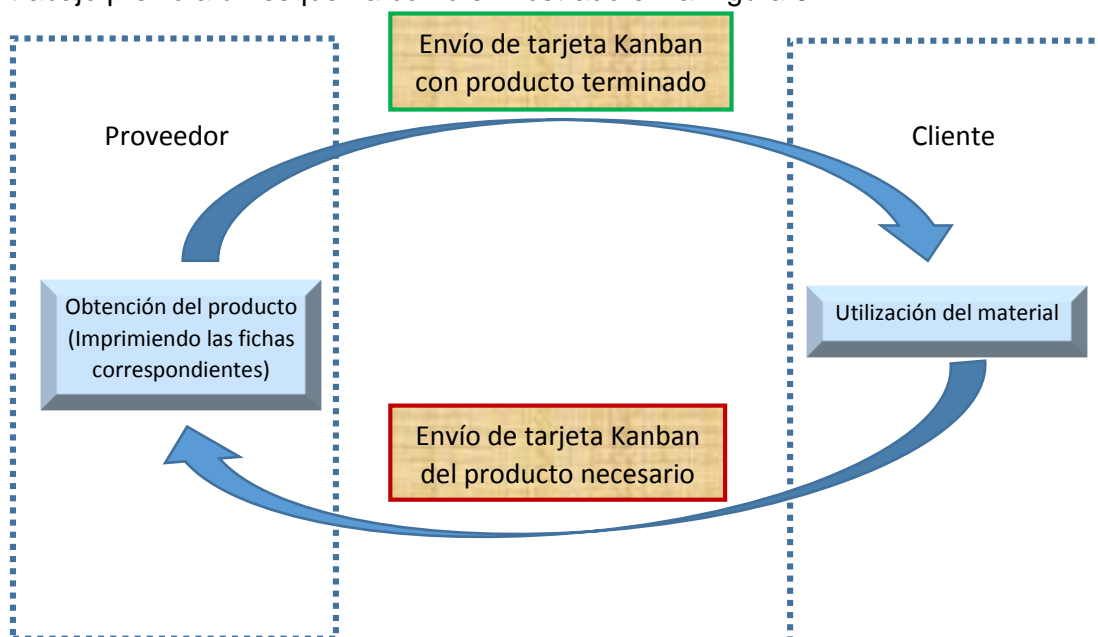 Envío de tarjeta Kanban
con producto terminado
Proveedor
Cliente
Obtención del producto
(Imprimiendo las fichas
correspondientes)
Utilización del material
Envío de tarjeta Kanban
del producto necesario